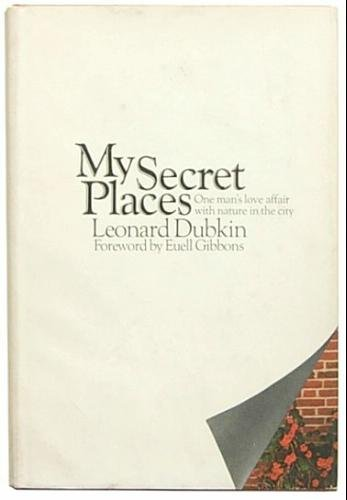 My Secret
Places One man's love affair
with nature in the city
Leonard Dubkin
Foreword by Euell Gibbons